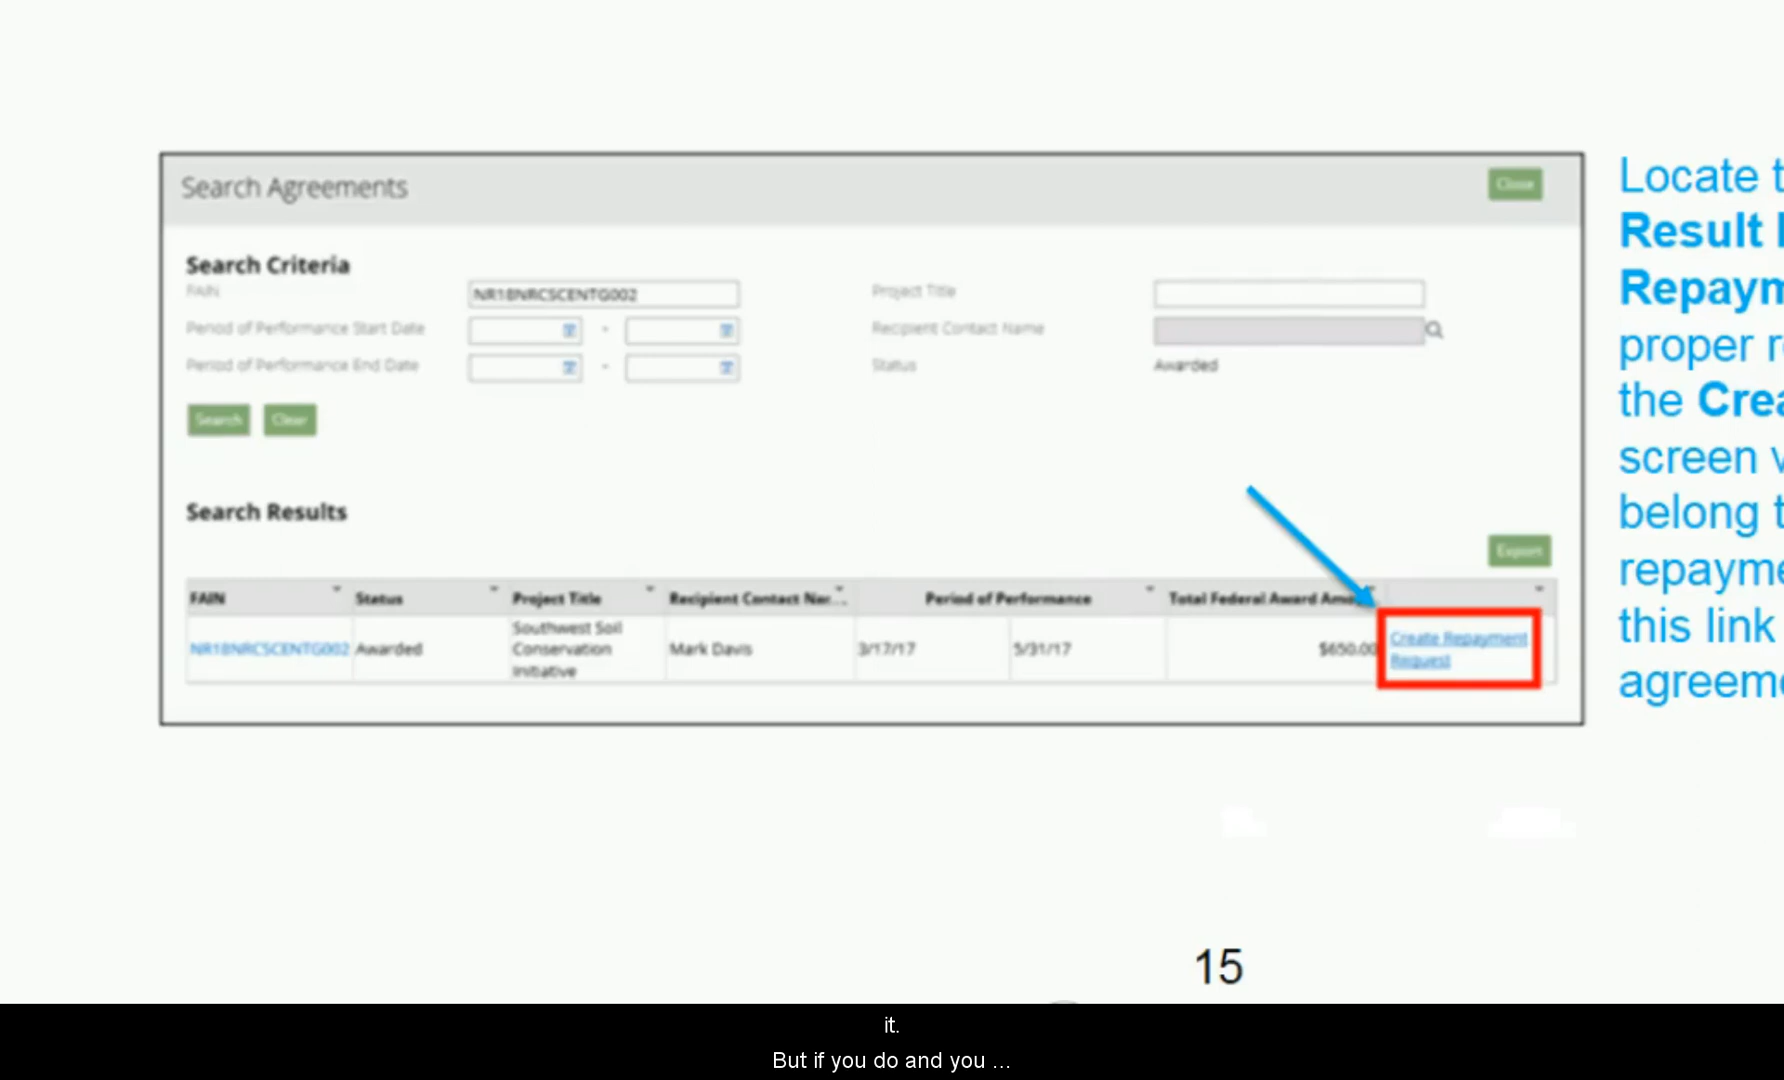 Search Agreements
Close
Search Criteria
FAIN
NR18NRCSCENTG002
Project Title
Period of Performance Start Date
-
Recipient Contact Name
Period of Performance End Date
-
Status
Awarded
Search
Clear
Search Results
Export
FAIN Status Project Title Recipient Contact Nar... Period of Performance Total Federal Award Amo
NR18NRCSCENTG002 Awarded Southwest Soil Conservation Initiative Mark Davis 3/17/17 5/31/17 $650.00 Create Repayment Request
Locate t
Result
Repaym
proper r
the Crea
screen v
belong t
repayme
this link
agreeme
15
it.
But if you do and you ...